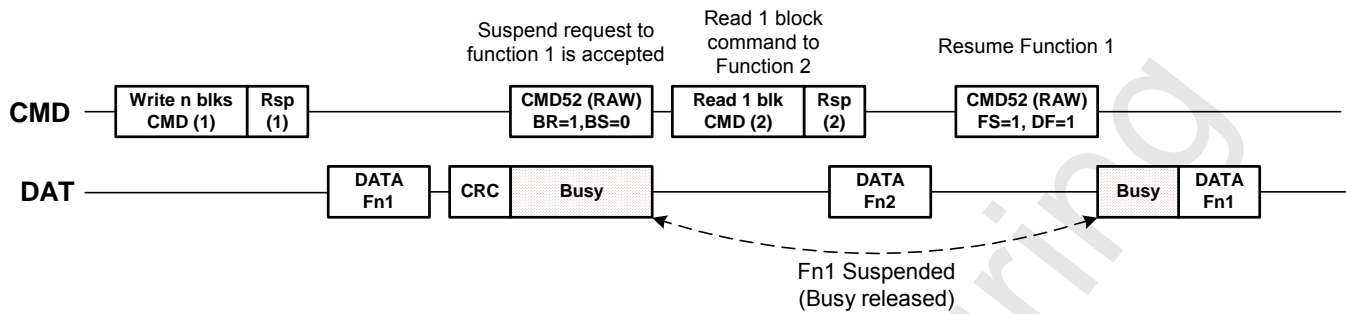 Suspend request to
function 1 is accepted
Read 1 block
command to
Function 2
Resume Function 1
CMD
Write n blks
CMD (1)
Rsp
(1)
CMD52 (RAW)
BR=1,BS=0
Read 1 blk
CMD (2)
Rsp
(2)
CMD52 (RAW)
FS=1, DF=1
DAT
DATA
Fn1
CRC
Busy
DATA
Fn2
Busy
DATA
Fn1
Fn1 Suspended
(Busy released)
ring